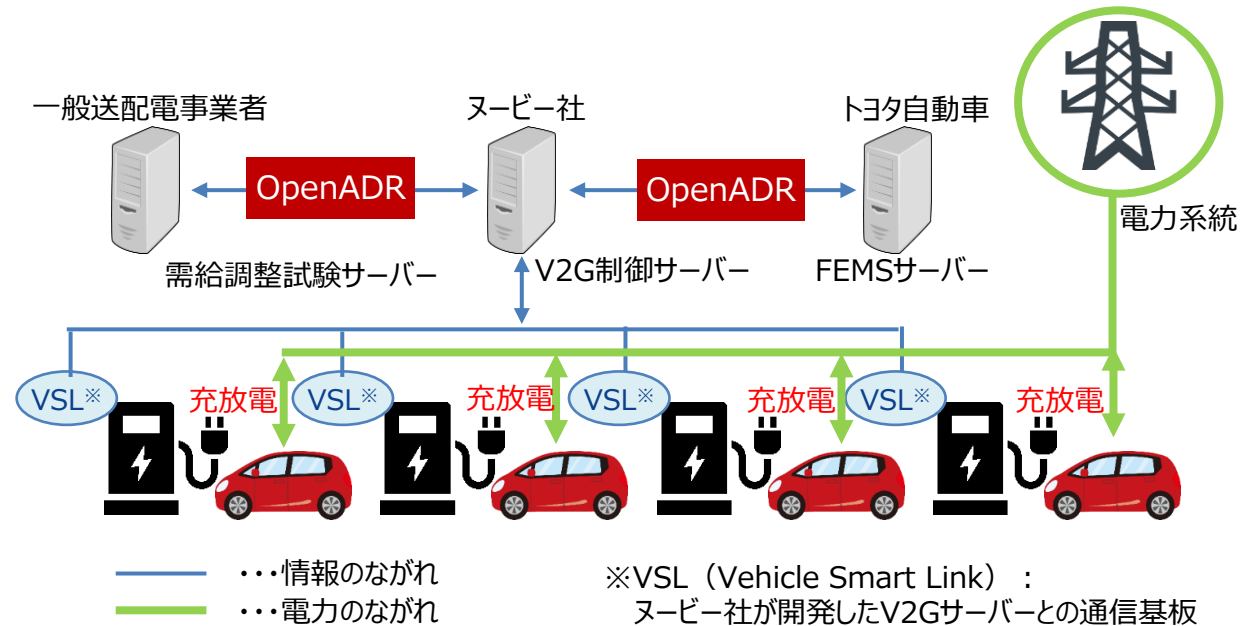 一般送配電事業者
ヌービー社
トヨタ自動車
OpenADR
OpenADR
電力系統
需給調整試験サーバー
V2G制御サーバー
FEMSサーバー
VSL※
充放電
VSL※
充放電
VSL※
充放電
VSL※
充放電
・・・情報のながれ
・・・電力のながれ
※VSL（Vehicle Smart Link）：
ヌービー社が開発したV2Gサーバーとの通信基板